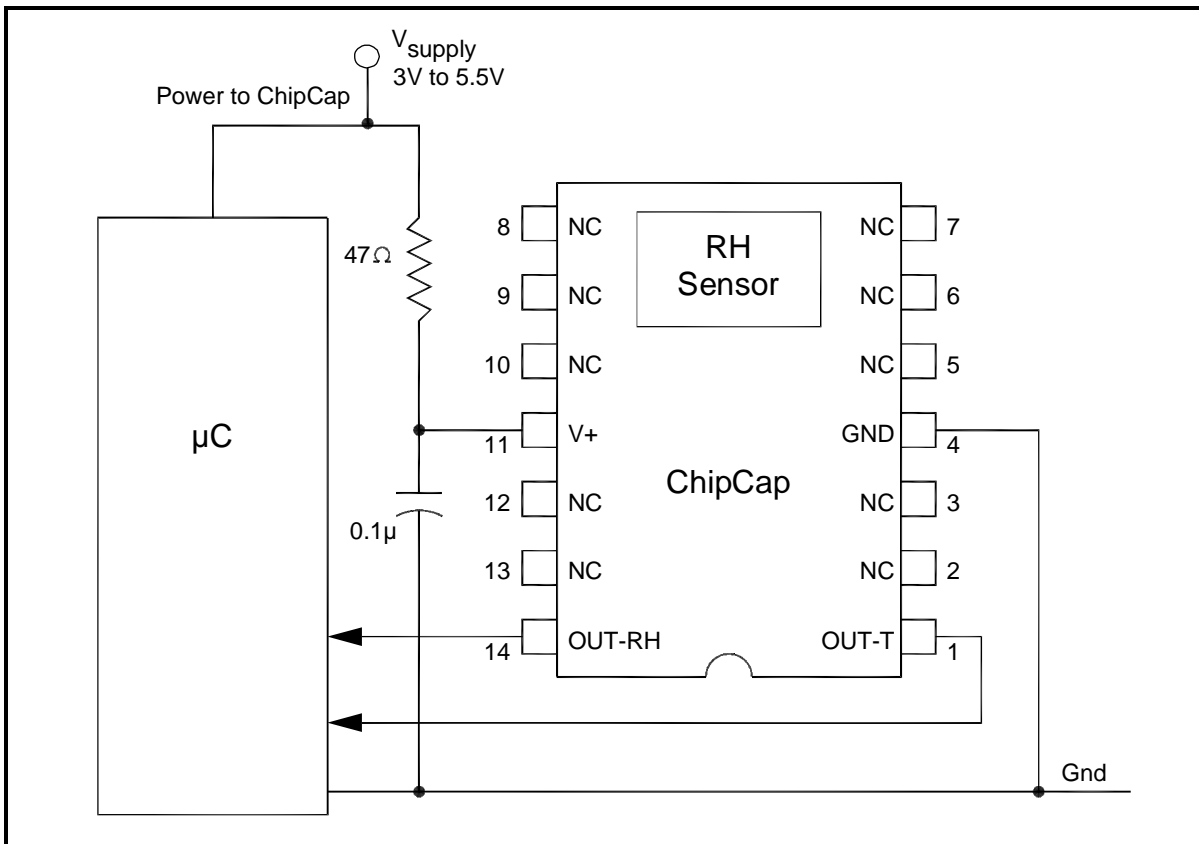 Vsupply
3V to 5.5V
Power to ChipCap
8 NC
RH
Sensor
NC 7
47Ω
9 NC
NC 6
10 NC
NC 5
µC
11 V+
GND 4
ChipCap
0.1µ
12 NC
NC 3
13 NC
NC 2
14 OUT-RH
OUT-T 1
Gnd